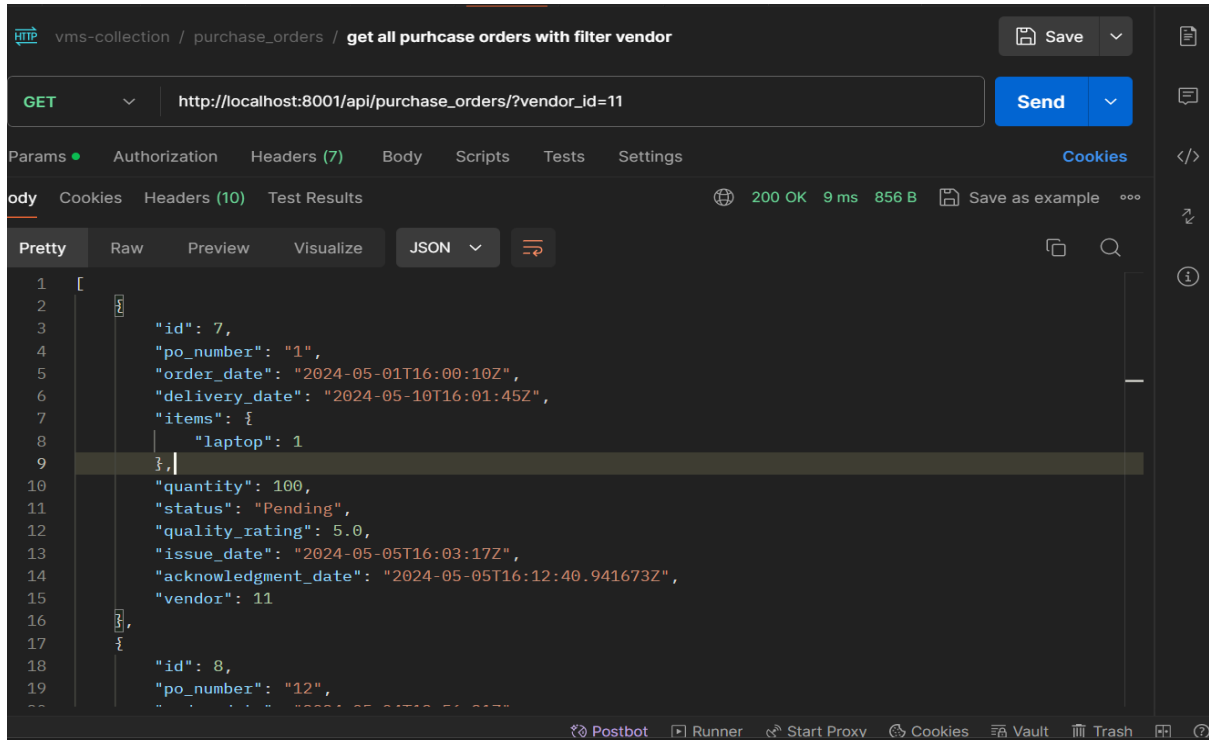 HTTP vms-collection / purchase_orders / get all purhcase orders with filter vendor Save
GET http://localhost:8001/api/purchase_orders/?vendor_id=11 Send
Params Authorization Headers (7) Body Scripts Tests Settings Cookies
ody Cookies Headers (10) Test Results 200 OK 9 ms 856 B Save as example
Pretty Raw Preview Visualize JSON
1 [
2 {
3 "id": 7,
4 "po_number": "1",
5 "order_date": "2024-05-01T16:00:10Z",
6 "delivery_date": "2024-05-10T16:01:45Z",
7 "items": {
8 "laptop": 1
9 },
10 "quantity": 100,
11 "status": "Pending",
12 "quality_rating": 5.0,
13 "issue_date": "2024-05-05T16:03:17Z",
14 "acknowledgment_date": "2024-05-05T16:12:40.941673Z",
15 "vendor": 11
16 },
17 {
18 "id": 8,
19 "po_number": "12",
Postbot Runner Start Proxy Cookies Vault Trash